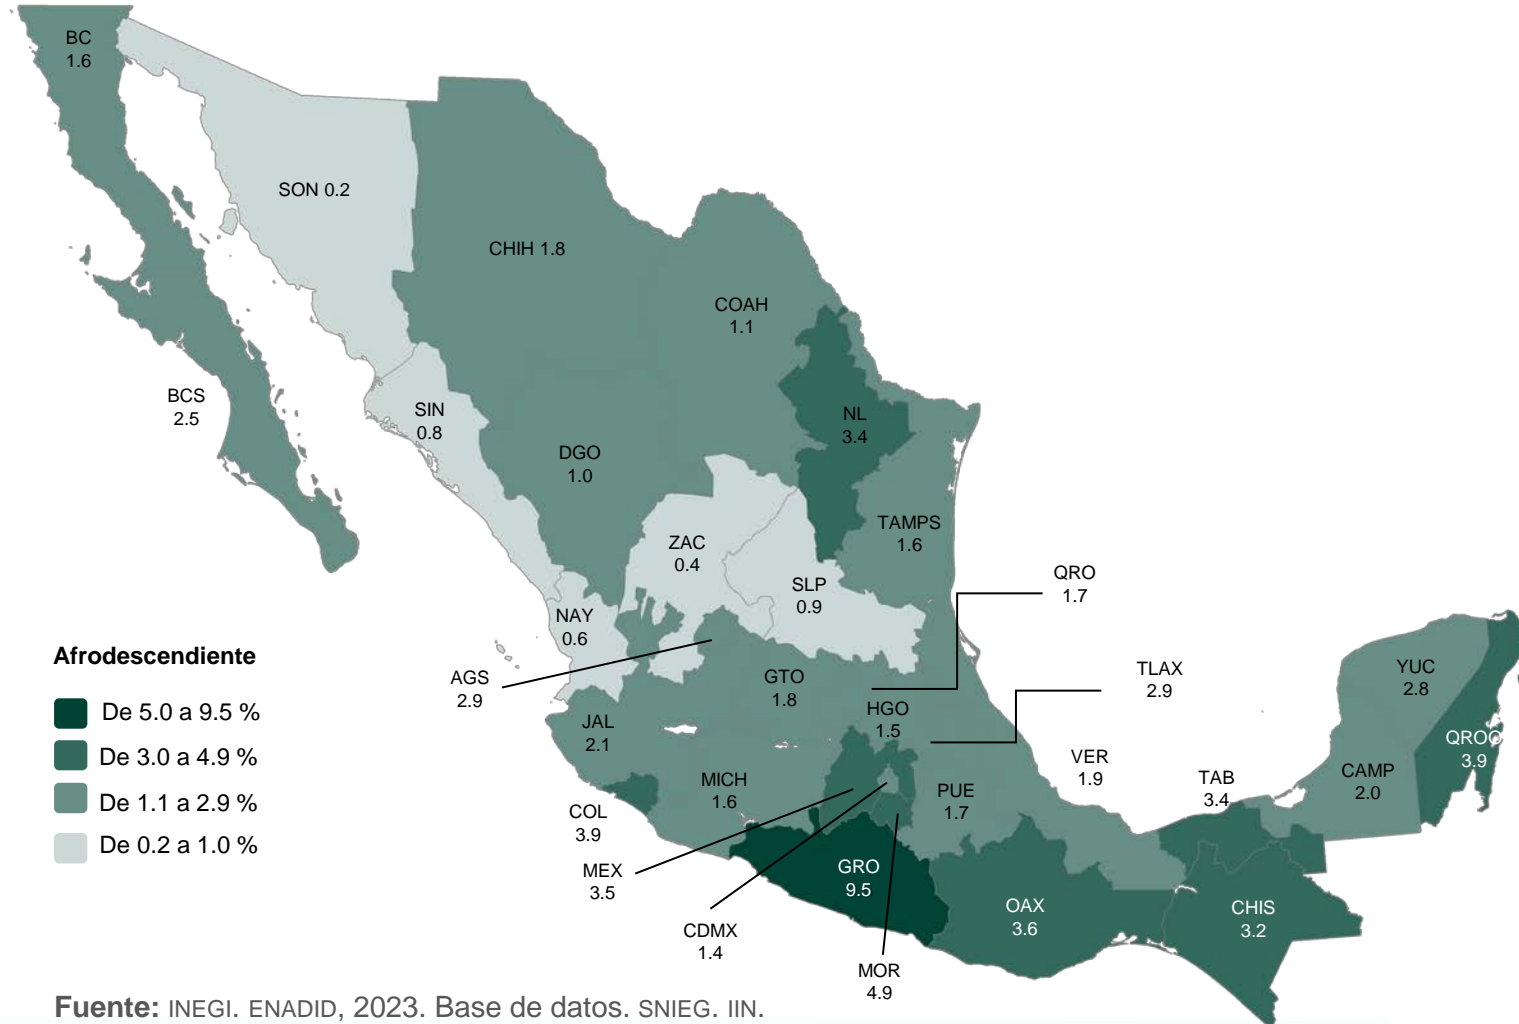 BC
1.6
SON 0.2
CHIH 1.8
COAH
1.1
BCS
2.5
SIN
0.8
NL
3.4
DGO
1.0
TAMPS
1.6
ZAC
0.4
SLP
0.9
QRO
1.7
NAY
0.6
AGS
2.9
GTO
1.8
HGO
1.5
TLAX
2.9
YUC
2.8
JAL
2.1
VER
1.9
QROO
3.9
CAMP
2.0
TAB
3.4
MICH
1.6
PUE
1.7
COL
3.9
MEX
3.5
GRO
9.5
OAX
3.6
CHIS
3.2
CDMX
1.4
MOR
4.9
Afrodescendiente
De 5.0 a 9.5 %
De 3.0 a 4.9 %
De 1.1 a 2.9 %
De 0.2 a 1.0 %
Fuente: INEGI. ENADID, 2023. Base de datos. SNIEG. IIN.